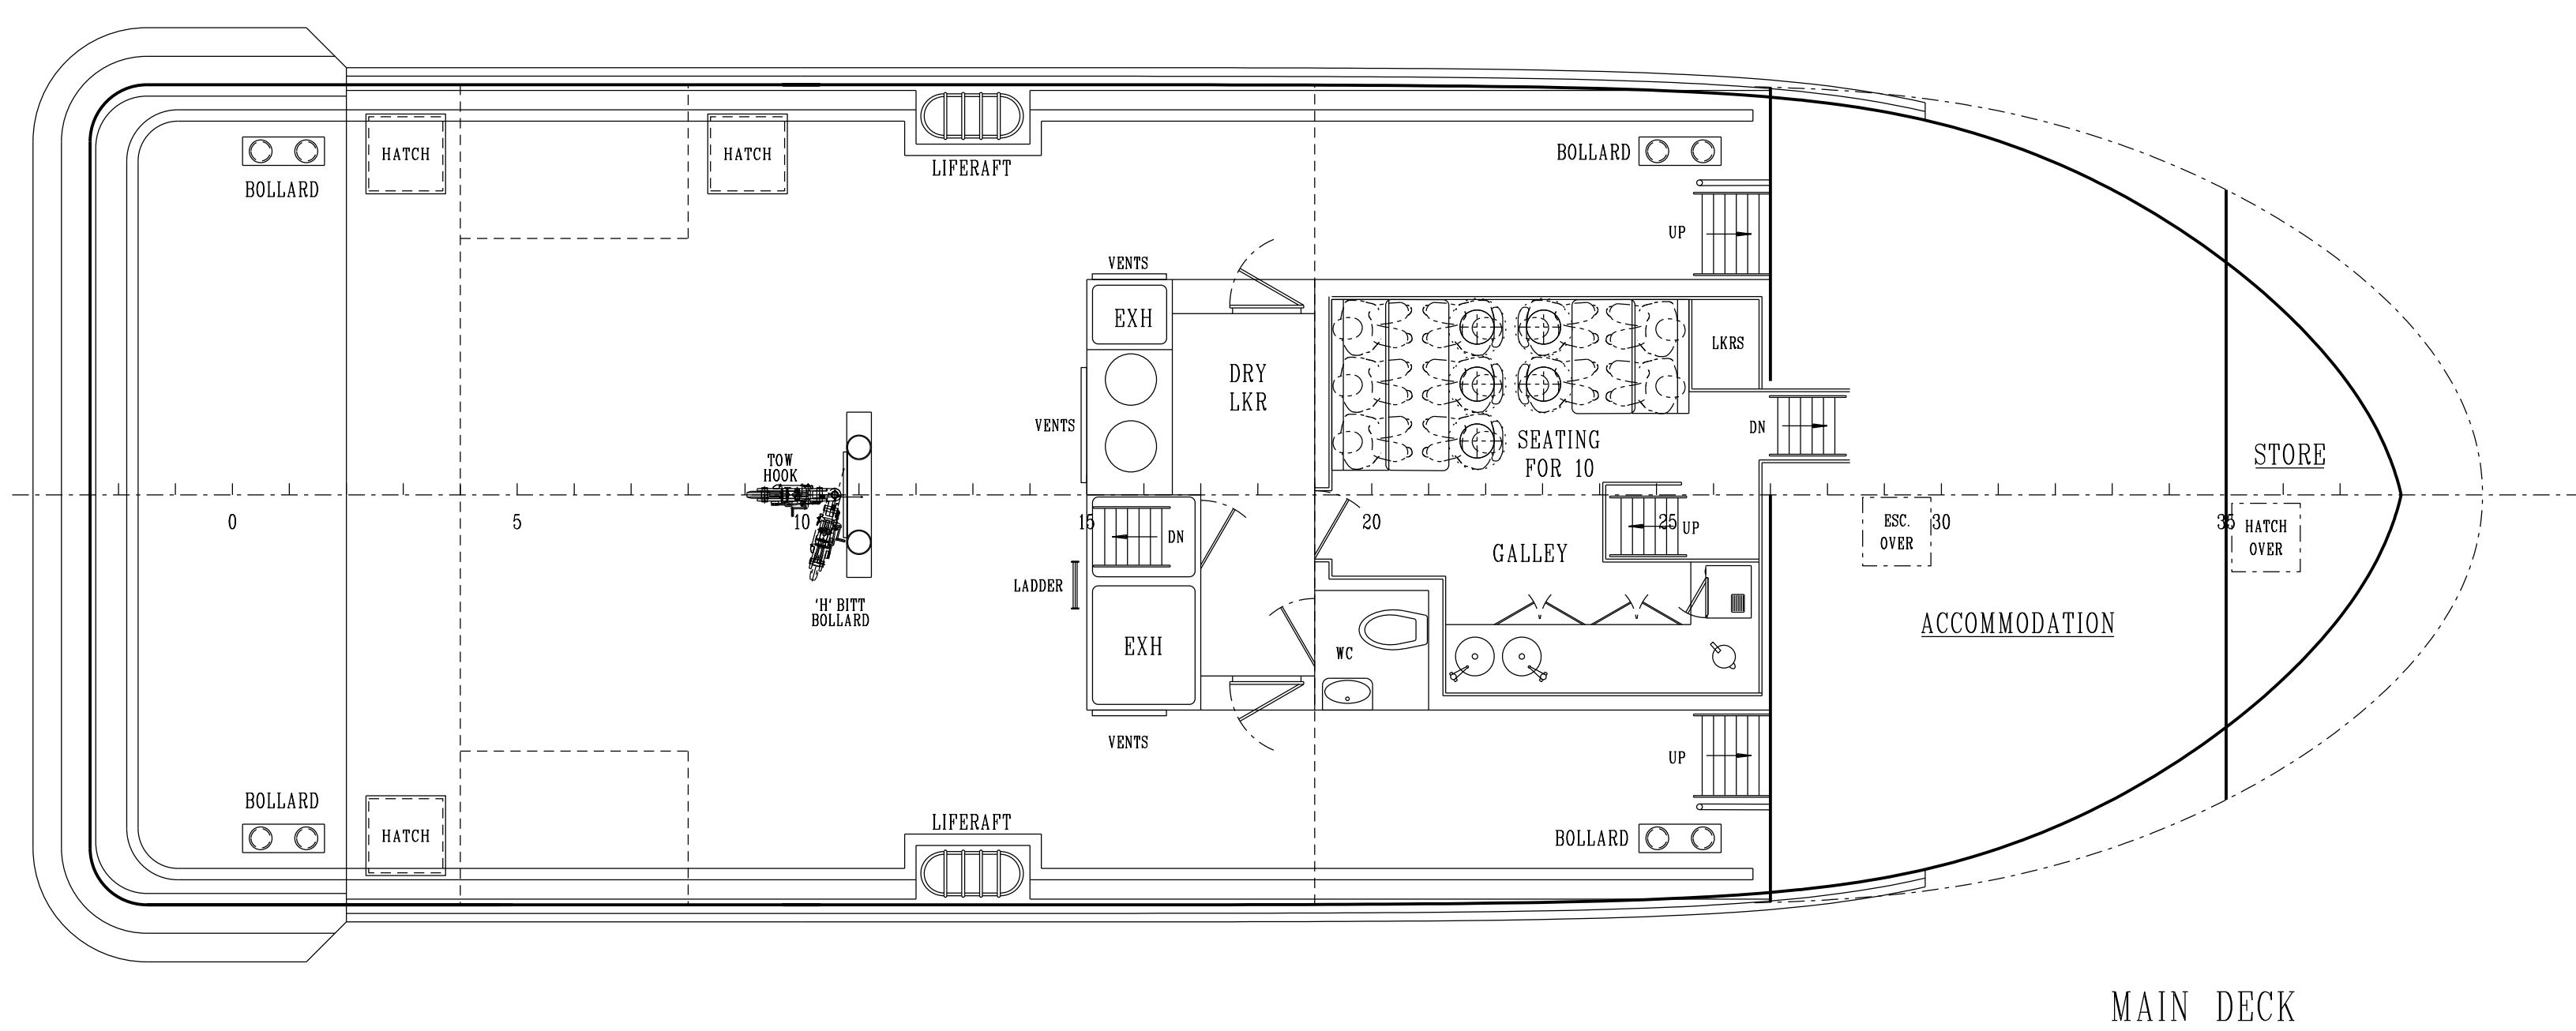 HATCH
HATCH
BOLLARD
LIFERAFT
BOLLARD
UP
VENTS
EXH
DRY
LKR
LKRS
VENTS
SEATING
FOR 10
DN
STORE
TOW
HOOK
0
5
10
15
20
25
30
35
DN
UP
ESC.
OVER
HATCH
OVER
GALLEY
LADDER
'H' BITT
BOLLARD
ACCOMMODATION
EXH
WC
VENTS
UP
BOLLARD
HATCH
LIFERAFT
BOLLARD
MAIN DECK